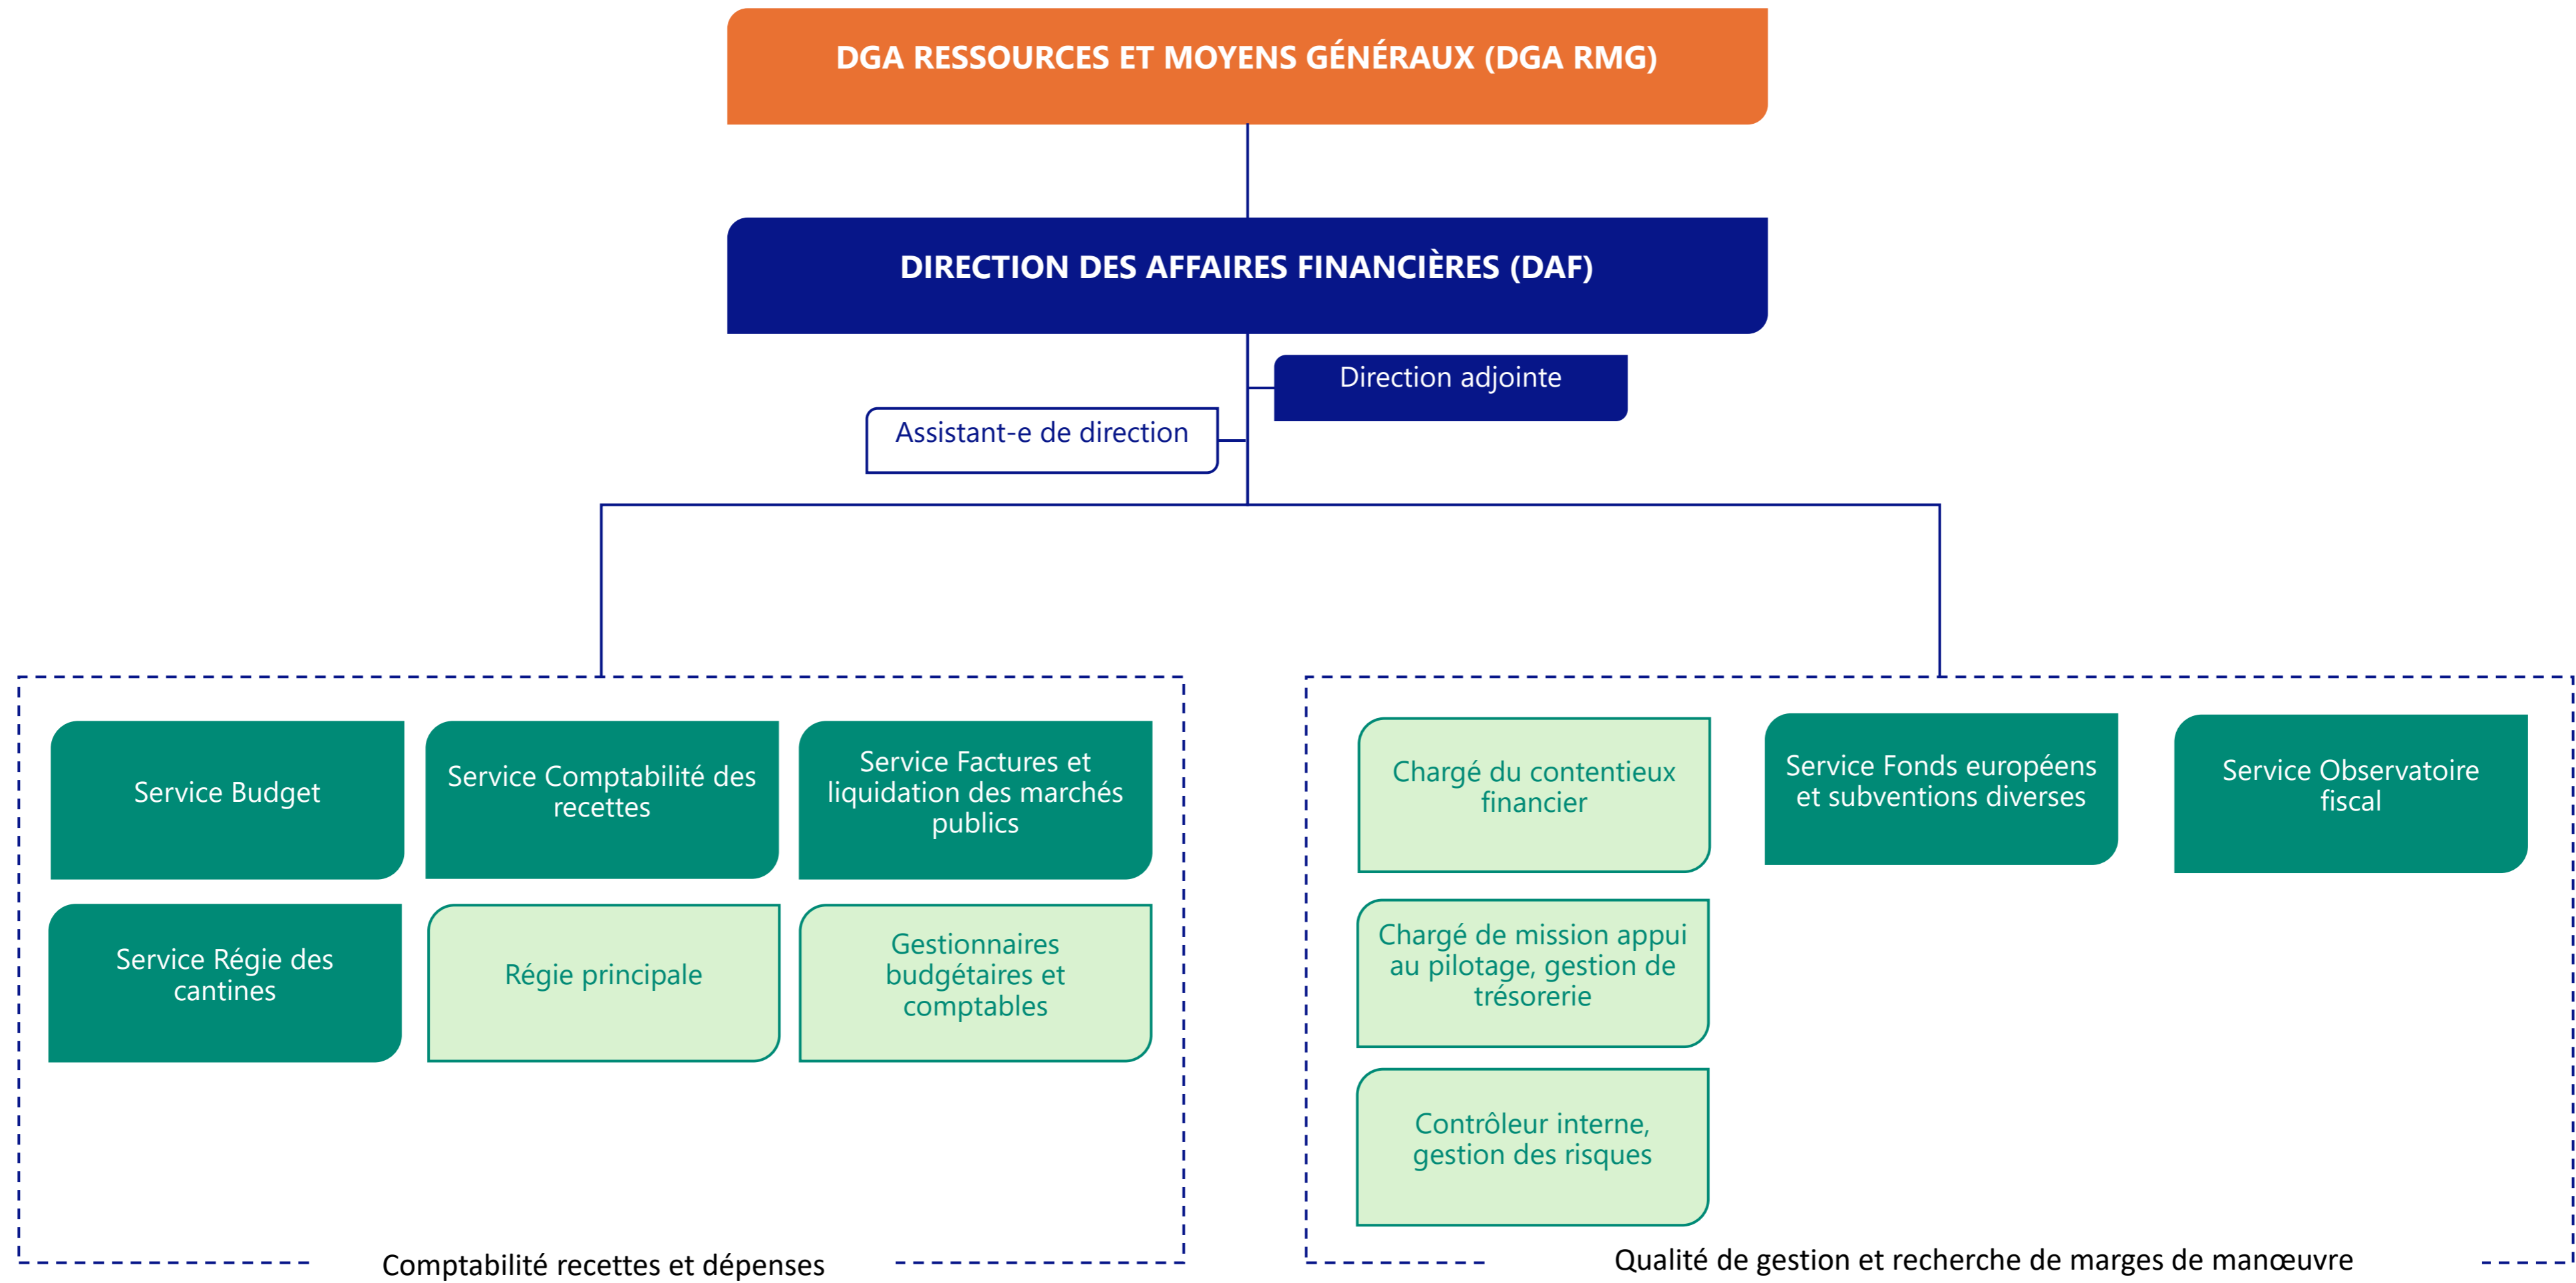 DGA RESSOURCES ET MOYENS GÉNÉRAUX (DGA RMG)
DIRECTION DES AFFAIRES FINANCIÈRES (DAF)
Direction adjointe
Assistant-e de direction
Service Budget
Service Comptabilité des
recettes
Service Factures et
liquidation des marchés
publics
Service Régie des
cantines
Régie principale
Gestionnaires
budgétaires et
comptables
Comptabilité recettes et dépenses
Chargé du contentieux
financier
Service Fonds européens
et subventions diverses
Service Observatoire
fiscal
Chargé de mission appui
au pilotage, gestion de
trésorerie
Contrôleur interne,
gestion des risques
Qualité de gestion et recherche de marges de manœuvre